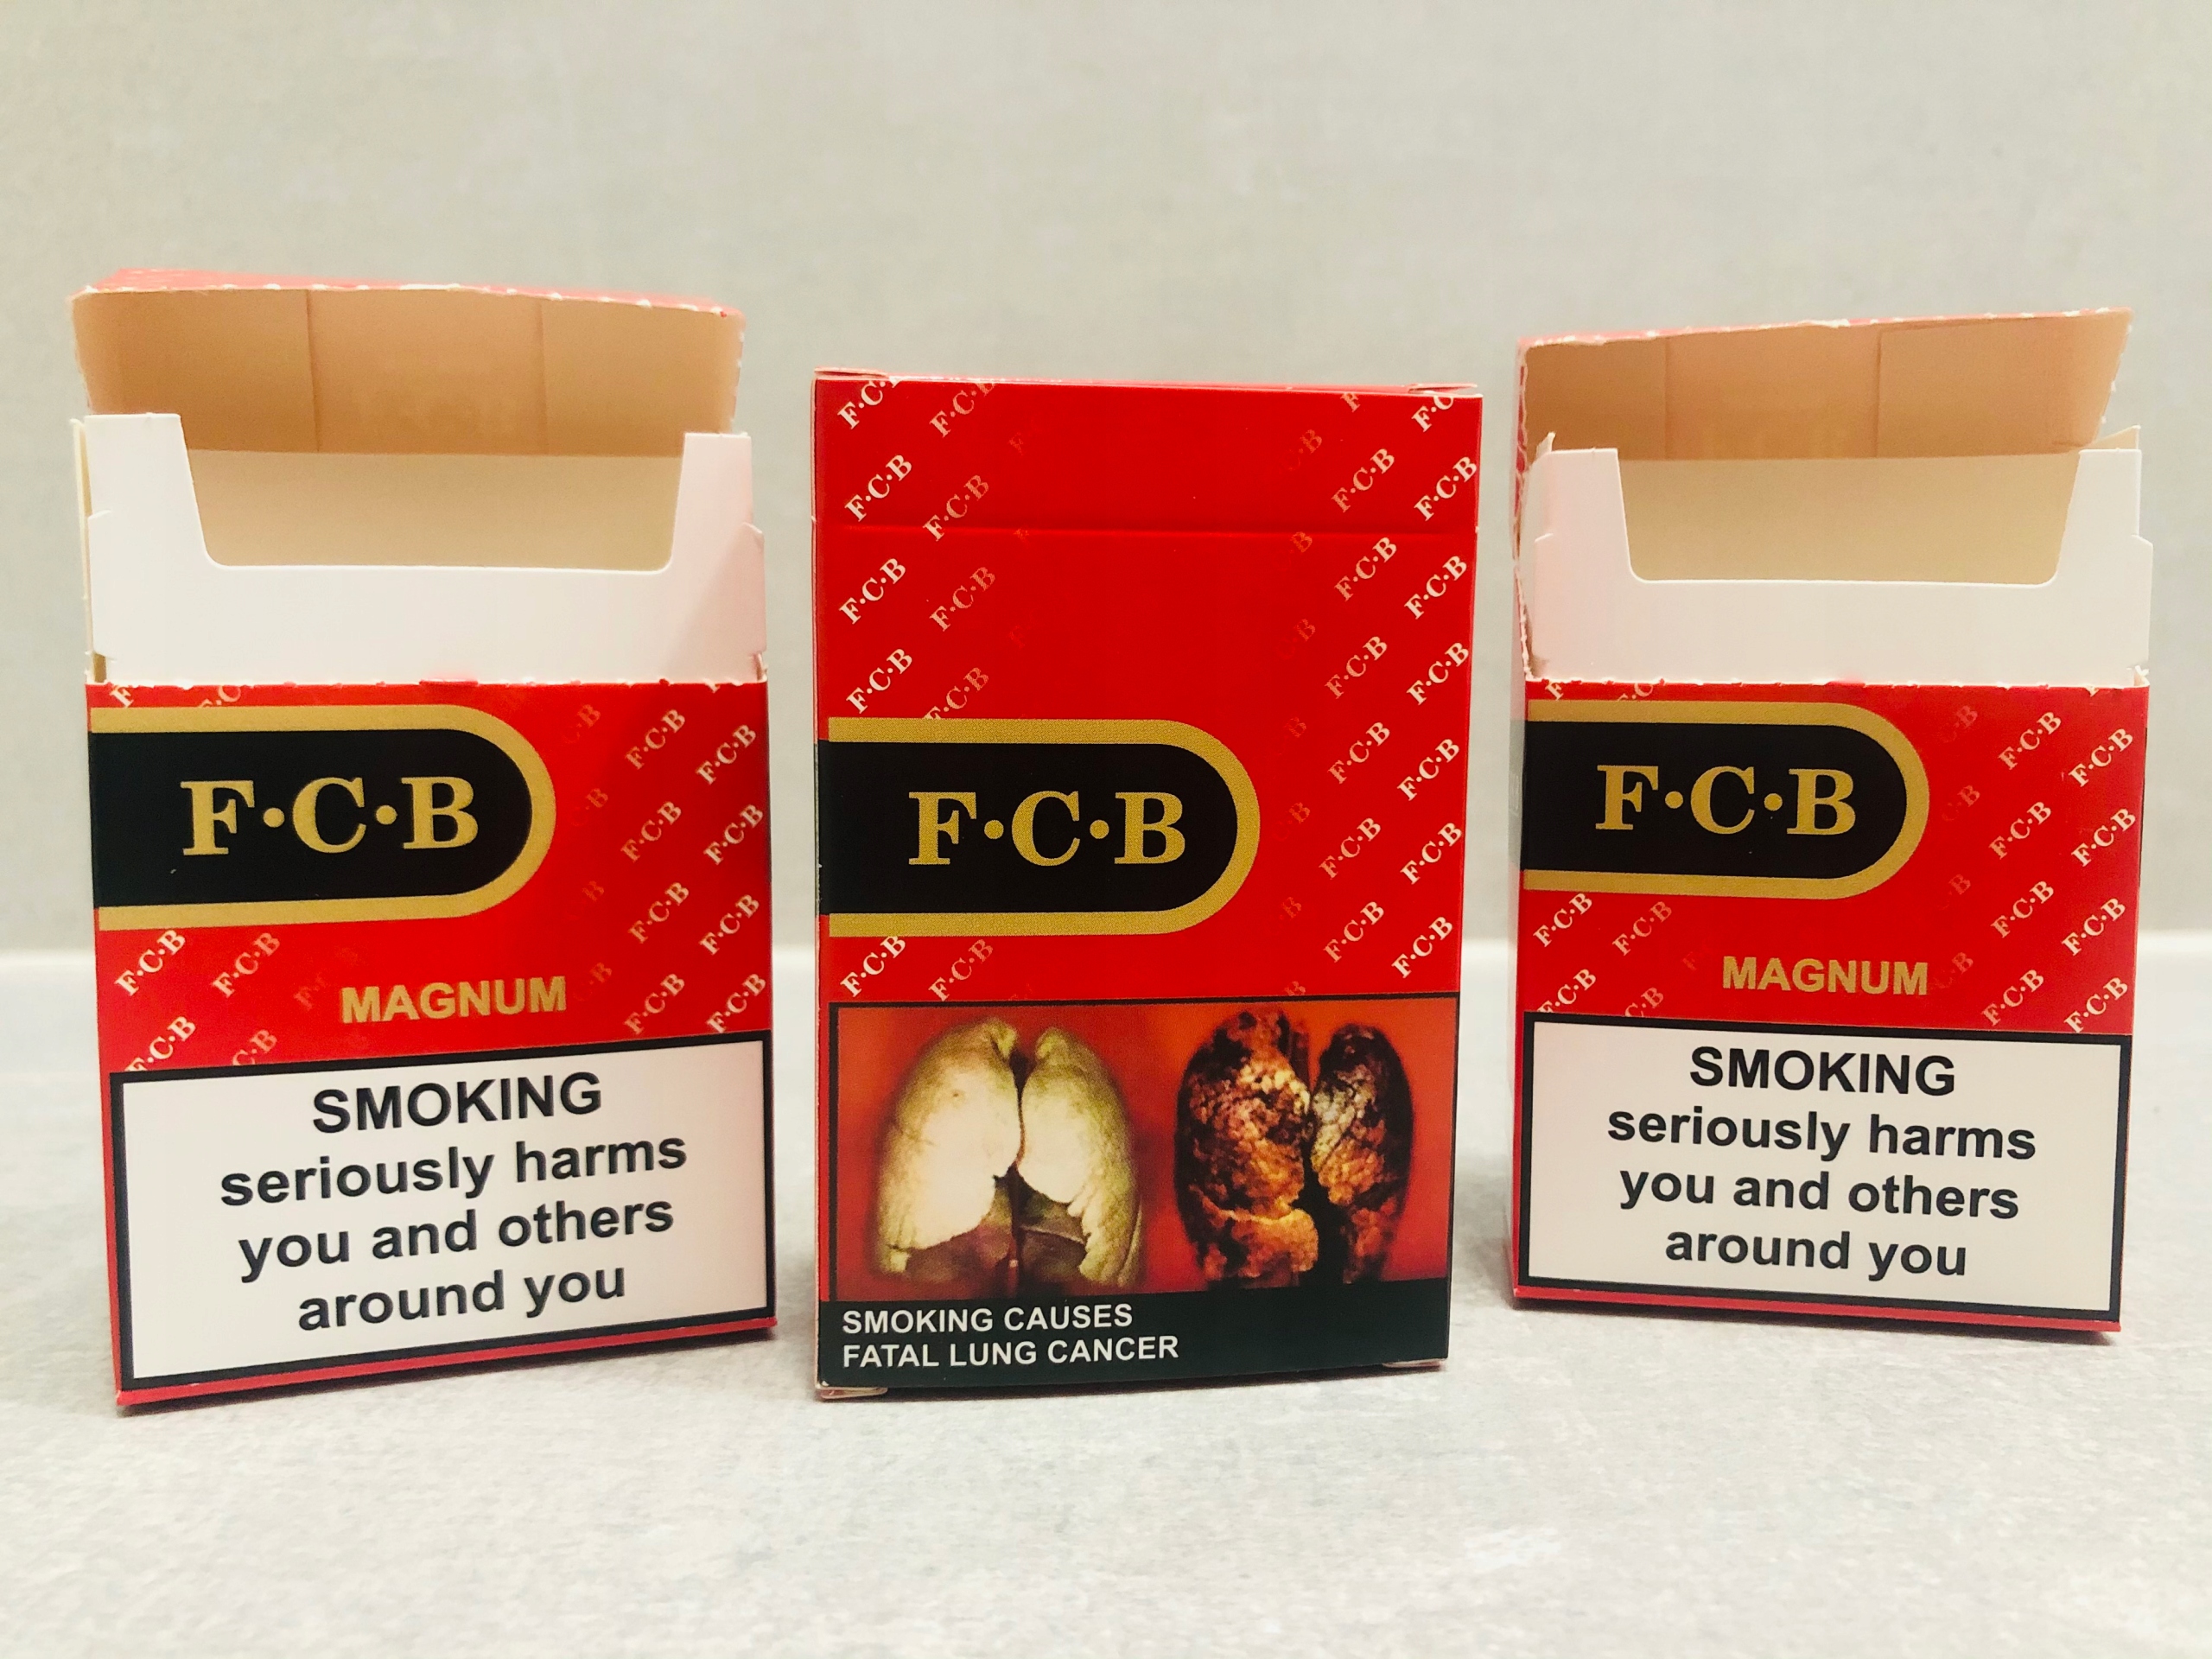 F·C·B
MAGNUM
SMOKING
seriously harms
you and others
around you
F·C·B
SMOKING CAUSES
FATAL LUNG CANCER
F·C·B
MAGNUM
SMOKING
seriously harms
you and others
around you